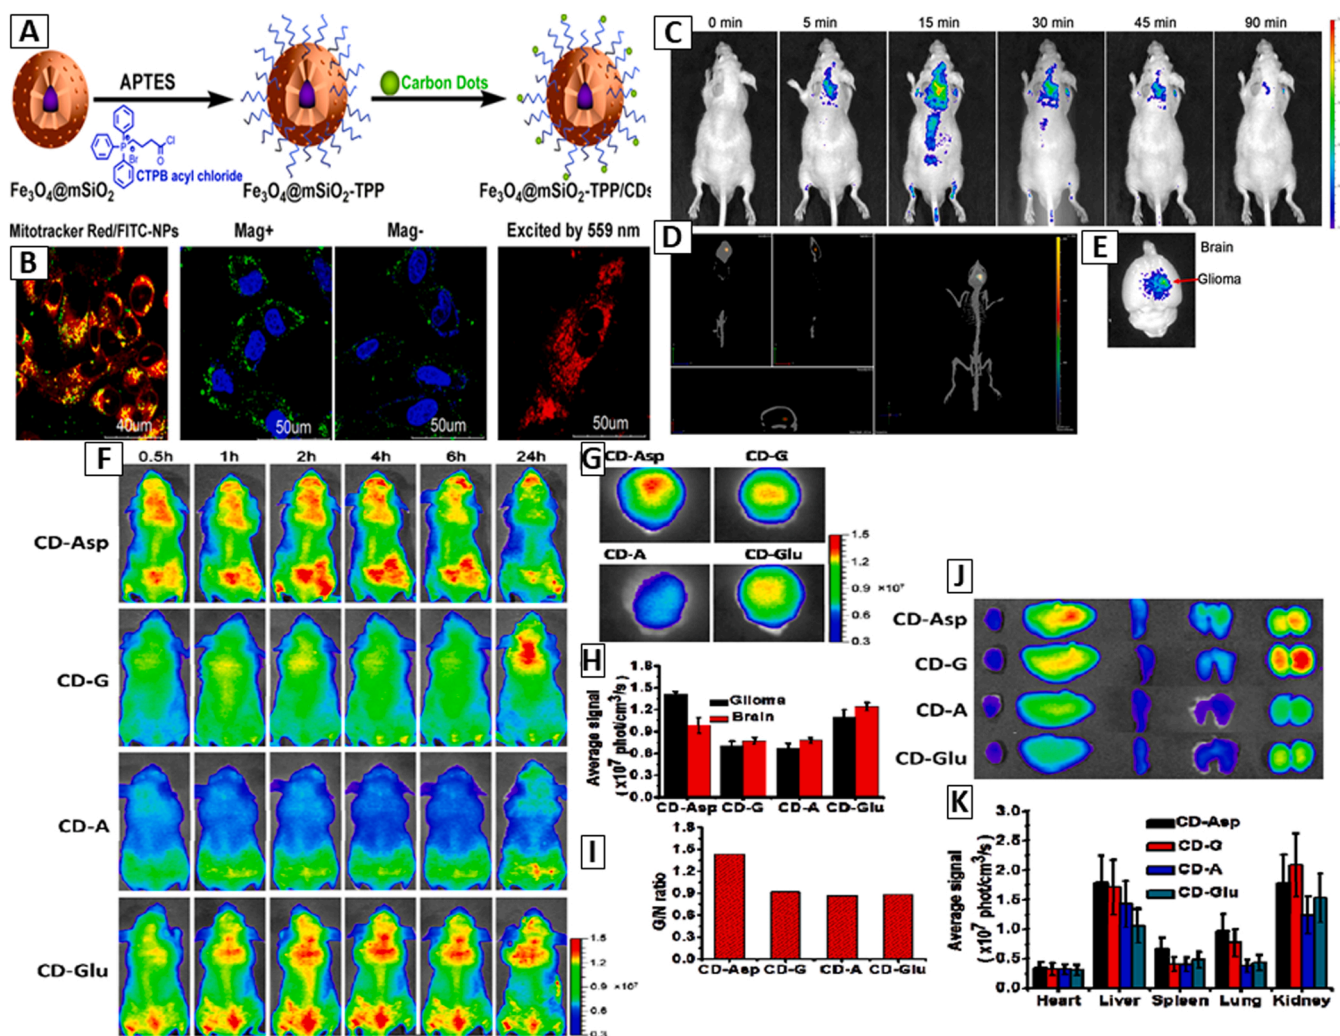 A
APTES
Carbon Dots
Cl
O
P
Br
CTPB acyl chloride
Fe₃O₄@mSiO₂
Fe₃O₄@mSiO₂-TPP
Fe₃O₄@mSiO₂-TPP/CDs
Mitotracker Red/FITC-NPs
Mag+
Mag-
Excited by 559 nm
B
40um
50um
50um
50um
C
0 min
5 min
15 min
30 min
45 min
90 min
D
E
Brain
Glioma
F
0.5h
1h
2h
4h
6h
24h
CD-Asp
CD-G
CD-A
CD-Glu
1.5
1.2
0.9
×10⁷
0.6
0.3
G
CD-Asp
CD-G
CD-A
CD-Glu
1.5
1.2
0.9
×10⁷
0.6
0.3
H
Average signal
(x10⁷ phot/cm³/s)
1.8
1.5
1.2
0.9
0.6
0.3
0.0
Glioma
Brain
CD-Asp
CD-G
CD-A
CD-Glu
I
G/N ratio
1.8
1.5
1.2
0.9
0.6
0.3
0.0
CD-Asp
CD-G
CD-A
CD-Glu
J
CD-Asp
CD-G
CD-A
CD-Glu
K
Average signal
(x10⁷ phot/cm³/s)
3.0
2.5
2.0
1.5
1.0
0.5
0.0
CD-Asp
CD-G
CD-A
CD-Glu
Heart
Liver
Spleen
Lung
Kidney